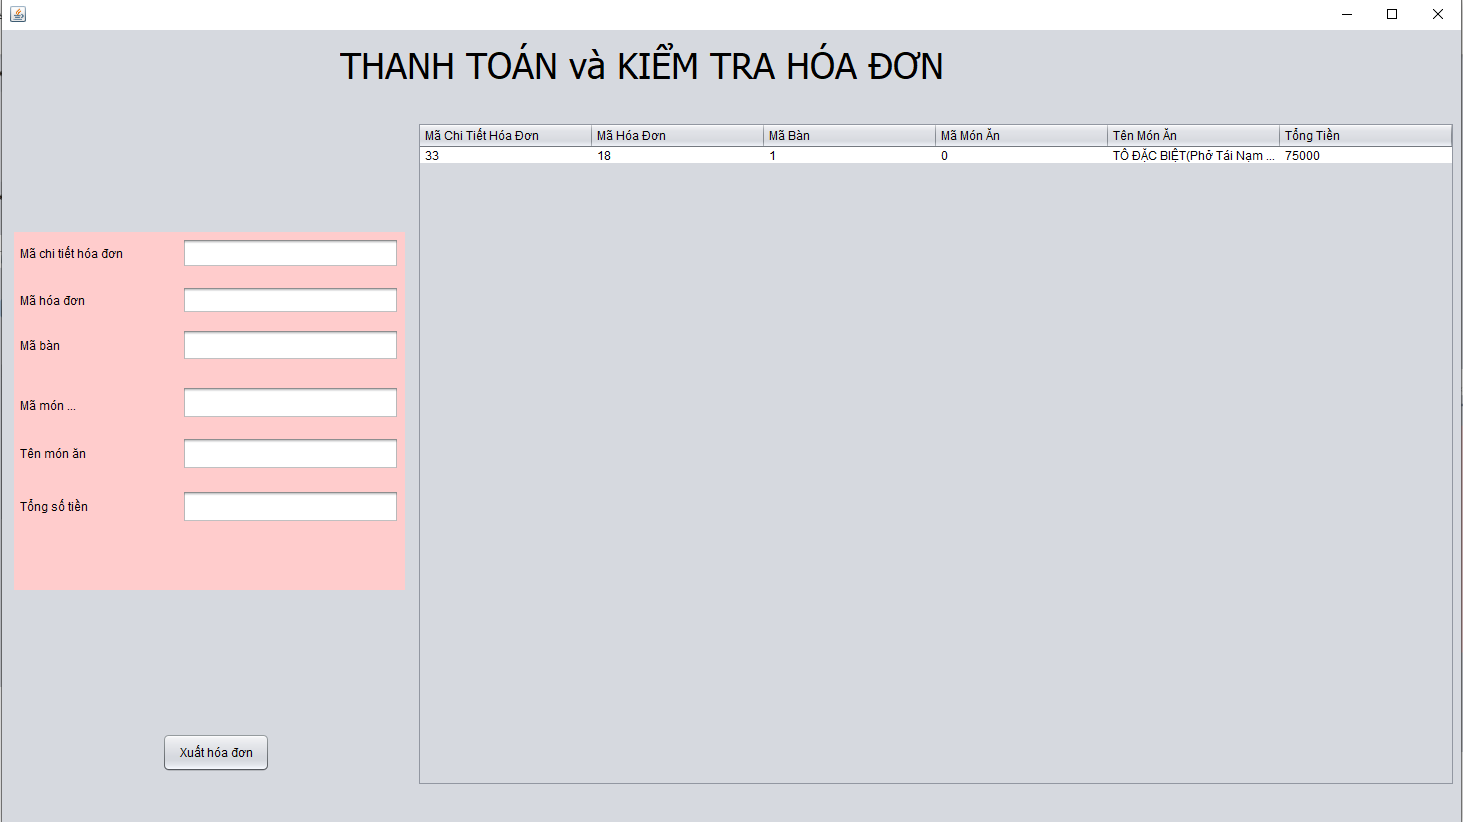 THANH TOÁN và KIỂM TRA HÓA ĐƠN
Mã Chi Tiết Hóa Đơn Mã Hóa Đơn Mã Bàn Mã Món Ăn Tên Món Ăn Tổng Tiền
33 18 1 0 TÔ ĐẶC BIỆT(Phở Tái Nạm ... 75000
Mã chi tiết hóa đơn
Mã hóa đơn
Mã bàn
Mã món ...
Tên món ăn
Tổng số tiền
Xuất hóa đơn